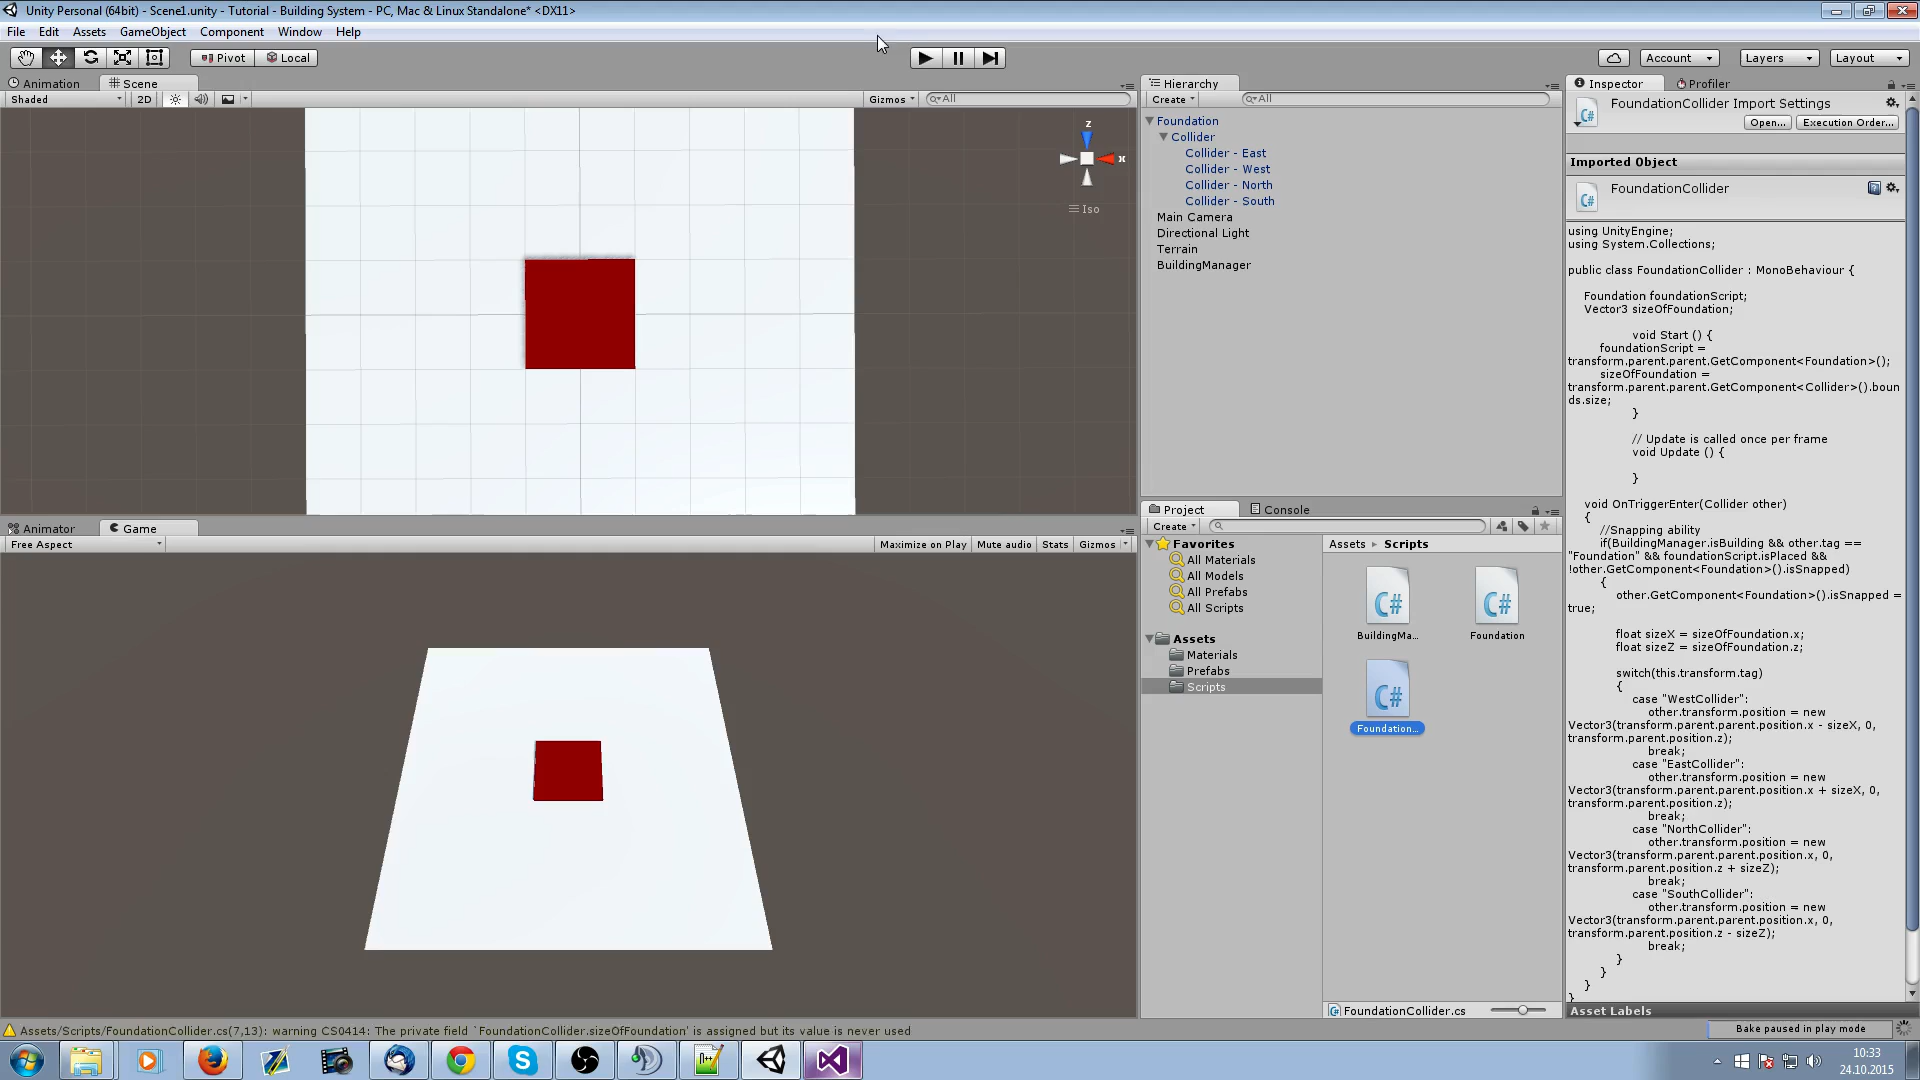 Unity Personal (64bit) - Scene1.unity - Tutorial - Building System - PC, Mac & Linux Standalone* <DX11>
File Edit Assets GameObject Component Window Help
Pivot Local Account Layers Layout
Animation Scene
Shaded 2D Gizmos All
z
x
Iso
Animator Game
Free Aspect Maximize on Play Mute audio Stats Gizmos
Hierarchy
Create All
Foundation
Collider
Collider - East
Collider - West
Collider - North
Collider - South
Main Camera
Directional Light
Terrain
BuildingManager
Project Console
Create
Favorites
All Materials
All Models
All Prefabs
All Scripts
Assets
Materials
Prefabs
Scripts
Assets Scripts
C# C#
BuildingMa... Foundation
C#
Foundation...
FoundationCollider.cs
Inspector Profiler
C# FoundationCollider Import Settings
Open... Execution Order...
Imported Object
C# FoundationCollider
using UnityEngine;
using System.Collections;
public class FoundationCollider : MonoBehaviour {
Foundation foundationScript;
Vector3 sizeOfFoundation;
void Start () {
foundationScript =
transform.parent.parent.GetComponent<Foundation>();
sizeOfFoundation =
transform.parent.parent.GetComponent<Collider>().boun
ds.size;
}
// Update is called once per frame
void Update () {
}
void OnTriggerEnter(Collider other)
{
//Snapping ability
if(BuildingManager.isBuilding && other.tag ==
"Foundation" && foundationScript.isPlaced &&
!other.GetComponent<Foundation>().isSnapped)
{
other.GetComponent<Foundation>().isSnapped =
true;
float sizeX = sizeOfFoundation.x;
float sizeZ = sizeOfFoundation.z;
switch(this.transform.tag)
{
case "WestCollider":
other.transform.position = new
Vector3(transform.parent.parent.position.x - sizeX, 0,
transform.parent.position.z);
break;
case "EastCollider":
other.transform.position = new
Vector3(transform.parent.parent.position.x + sizeX, 0,
transform.parent.position.z);
break;
case "NorthCollider":
other.transform.position = new
Vector3(transform.parent.parent.position.x, 0,
transform.parent.position.z + sizeZ);
break;
case "SouthCollider":
other.transform.position = new
Vector3(transform.parent.parent.position.x, 0,
transform.parent.position.z - sizeZ);
break;
}
}
}
}
Asset Labels
Assets/Scripts/FoundationCollider.cs(7,13): warning CS0414: The private field `FoundationCollider.sizeOfFoundation' is assigned but its value is never used
Bake paused in play mode
10:33
24.10.2015